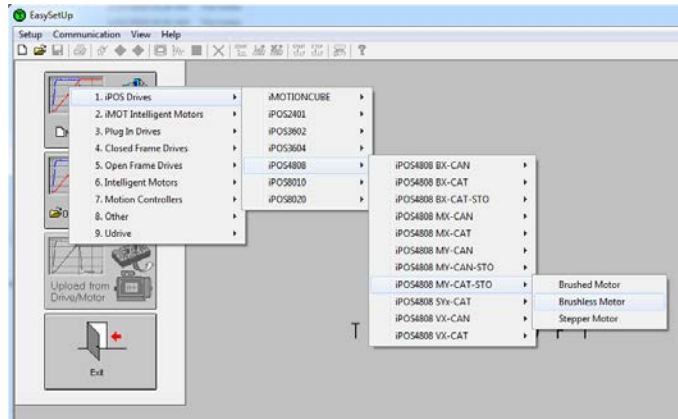 EasySetUp
Setup Communication View Help
1. iPOS Drives
2. iMOT Intelligent Motors
3. Plug In Drives
4. Closed Frame Drives
5. Open Frame Drives
6. Intelligent Motors
7. Motion Controllers
8. Other
9. Udrive
iMOTIONCUBE
iPOS2401
iPOS3602
iPOS3604
iPOS4808
iPOS8010
iPOS8020
iPOS4808 BX-CAN
iPOS4808 BX-CAT
iPOS4808 BX-CAT-STO
iPOS4808 MX-CAN
iPOS4808 MX-CAT
iPOS4808 MY-CAN
iPOS4808 MY-CAN-STO
iPOS4808 MY-CAT-STO
iPOS4808 SYx-CAT
iPOS4808 VX-CAN
iPOS4808 VX-CAT
Brushed Motor
Brushless Motor
Stepper Motor
Upload from
Drive/Motor
Exit